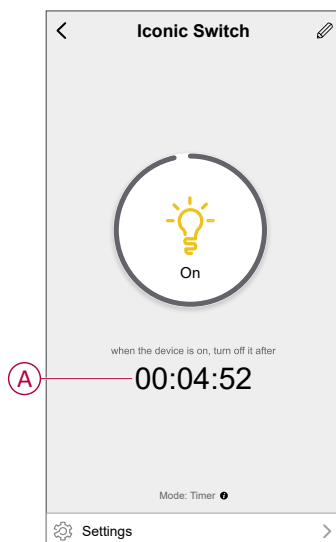 Iconic Switch
On
when the device is on, turn off it after
A
00:04:52
Mode: Timer
Settings